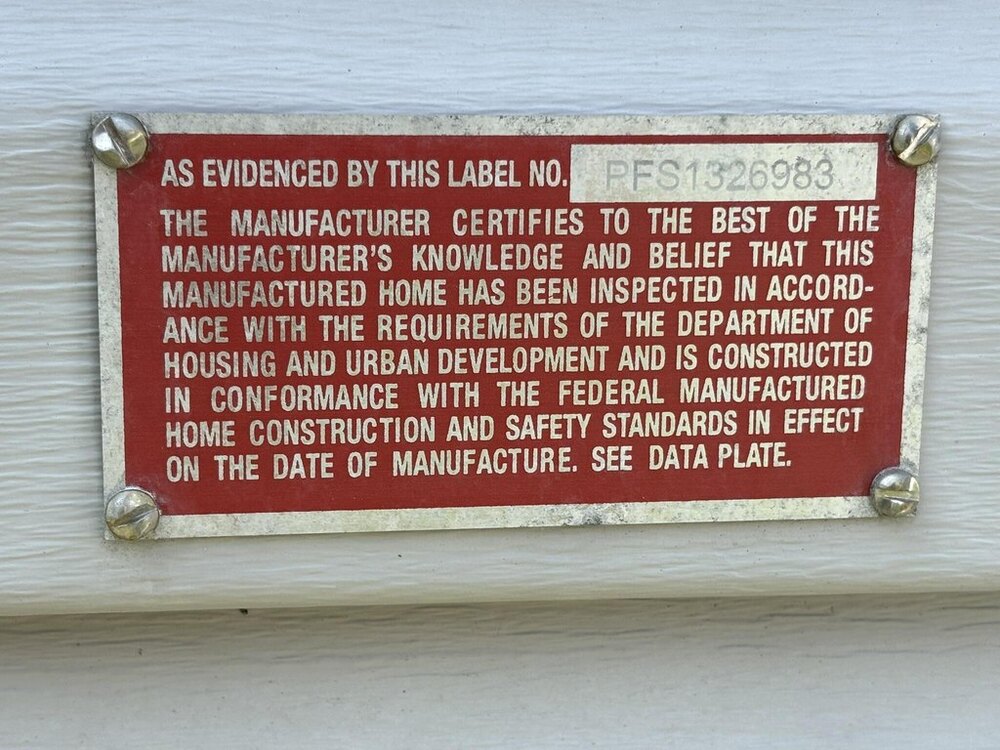 AS EVIDENCED BY THIS LABEL NO. PFS1326983
THE MANUFACTURER CERTIFIES TO THE BEST OF THE
MANUFACTURER'S KNOWLEDGE AND BELIEF THAT THIS
MANUFACTURED HOME HAS BEEN INSPECTED IN ACCORD-
ANCE WITH THE REQUIREMENTS OF THE DEPARTMENT OF
HOUSING AND URBAN DEVELOPMENT AND IS CONSTRUCTED
IN CONFORMANCE WITH THE FEDERAL MANUFACTURED
HOME CONSTRUCTION AND SAFETY STANDARDS IN EFFECT
ON THE DATE OF MANUFACTURE. SEE DATA PLATE.